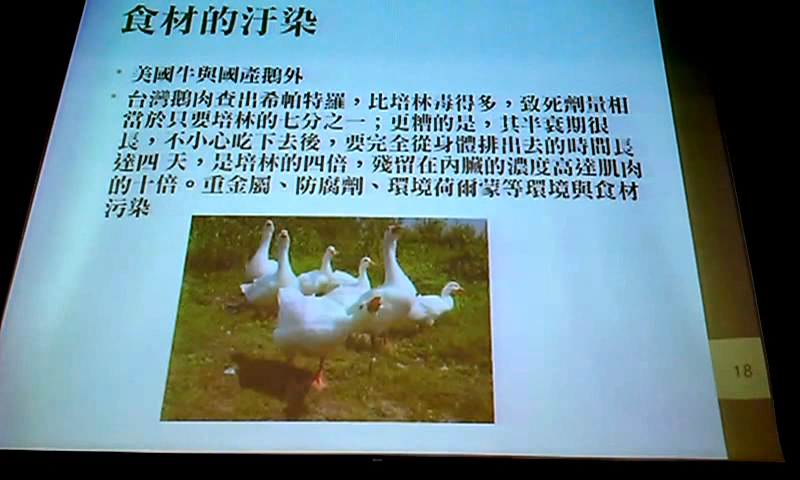 食材的汙染
美國牛與國產鵝外
台灣鵝肉查出希帕特羅，比培林毒得多，致死劑量相
當於只要培林的七分之一；更糟的是，其半衰期很
長，不小心吃下去後，要完全從身體排出去的時間長
達四 天，是培林的四倍，殘留在內臟的濃度高達肌肉
的十倍。重金屬、防腐劑、環境荷爾蒙等環境與食材
污染
18